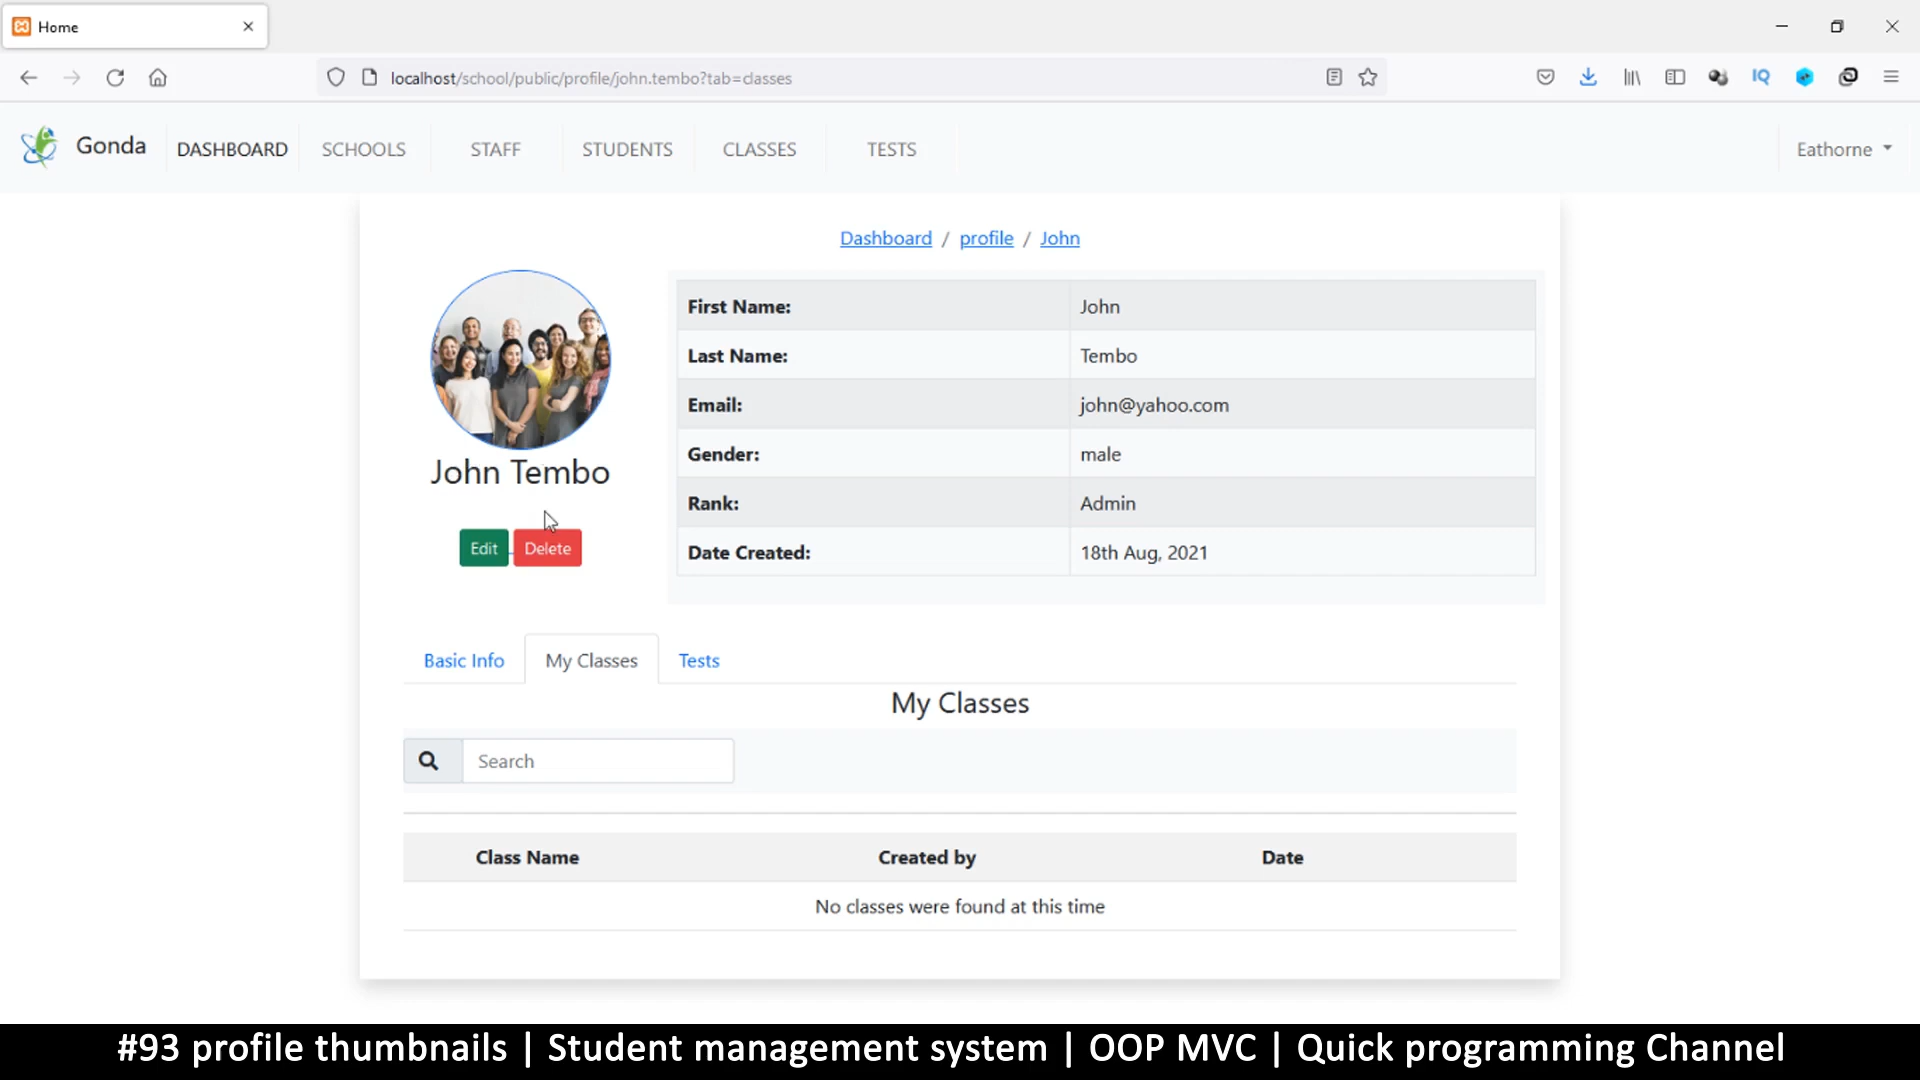 Home
localhost/school/public/profile/john.tembo?tab=classes
IQ
Gonda
DASHBOARD
SCHOOLS
STAFF
STUDENTS
CLASSES
TESTS
Eathorne
Dashboard / profile / John
First Name: John
Last Name: Tembo
Email: john@yahoo.com
Gender: male
Rank: Admin
Date Created: 18th Aug, 2021
John Tembo
Edit
Delete
Basic Info
My Classes
Tests
My Classes
Search
Class Name Created by Date
No classes were found at this time
#93 profile thumbnails | Student management system | OOP MVC | Quick programming Channel